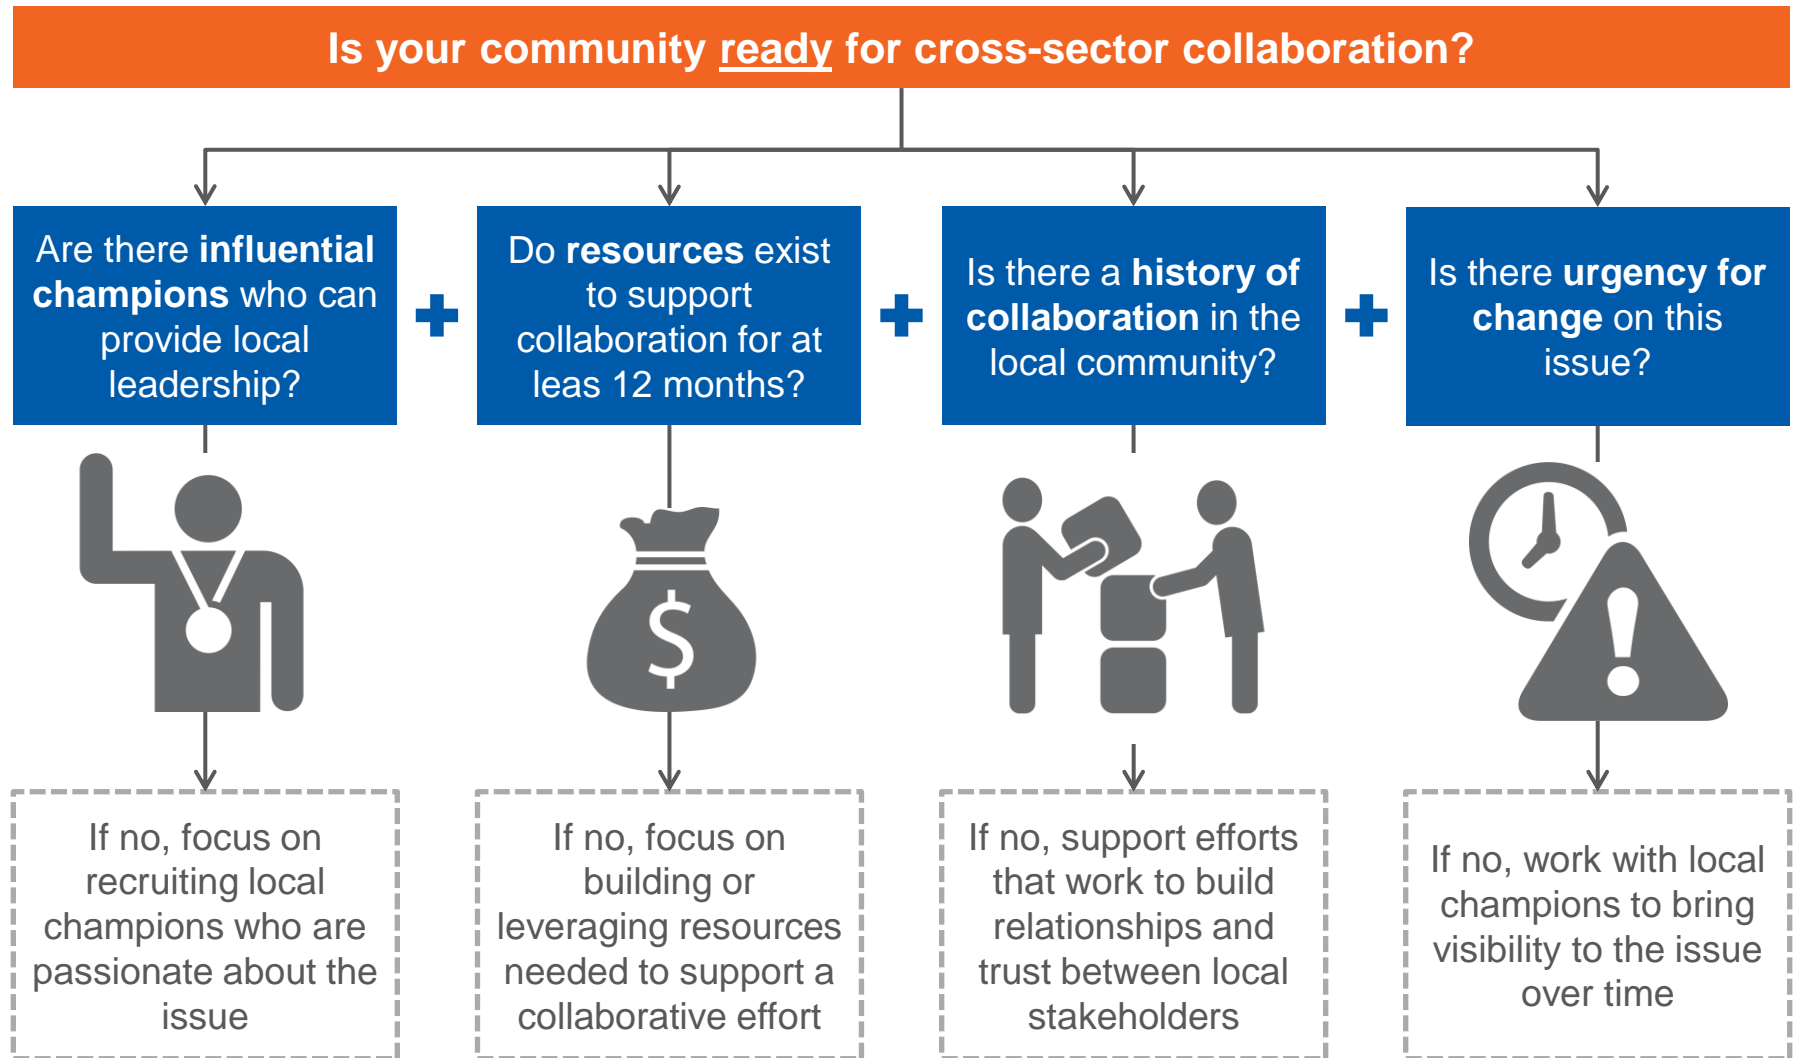 Is your community ready for cross-sector collaboration?
Are there influential
champions who can
provide local
leadership?
Do resources exist
to support
collaboration for at
leas 12 months?
Is there a history of
collaboration in the
local community?
Is there urgency for
change on this
issue?
$
!
If no, focus on
recruiting local
champions who are
passionate about the
issue
If no, focus on
building or
leveraging resources
needed to support a
collaborative effort
If no, support efforts
that work to build
relationships and
trust between local
stakeholders
If no, work with local
champions to bring
visibility to the issue
over time